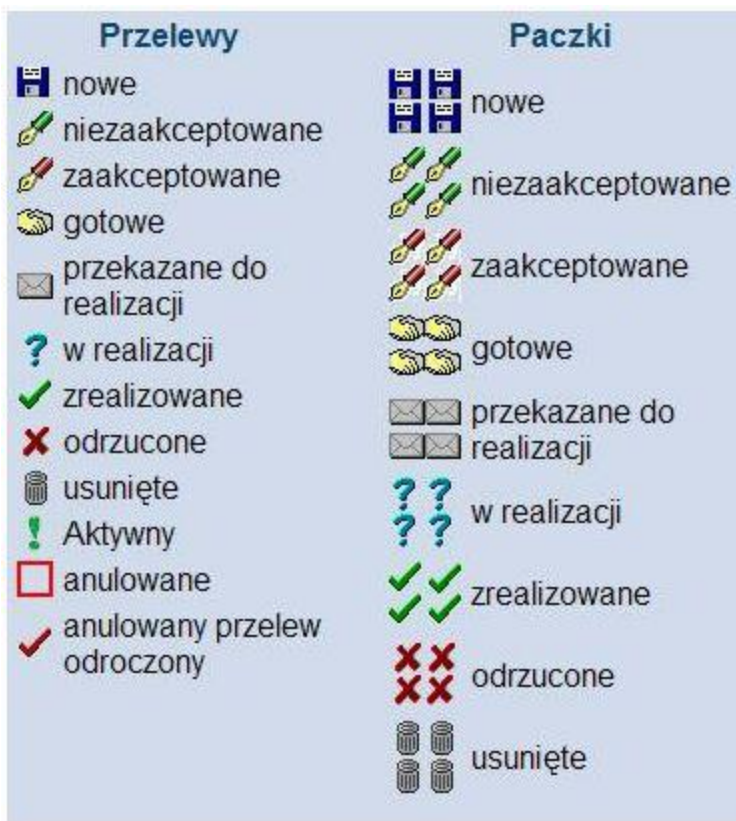 Przelewy
nowe
niezaakceptowane
zaakceptowane
gotowe
przekazane do
realizacji
w realizacji
zrealizowane
odrzucone
usunięte
Aktywny
anulowane
anulowany przelew
odroczony
Paczki
nowe
niezaakceptowane
zaakceptowane
gotowe
przekazane do
realizacji
w realizacji
zrealizowane
odrzucone
usunięte